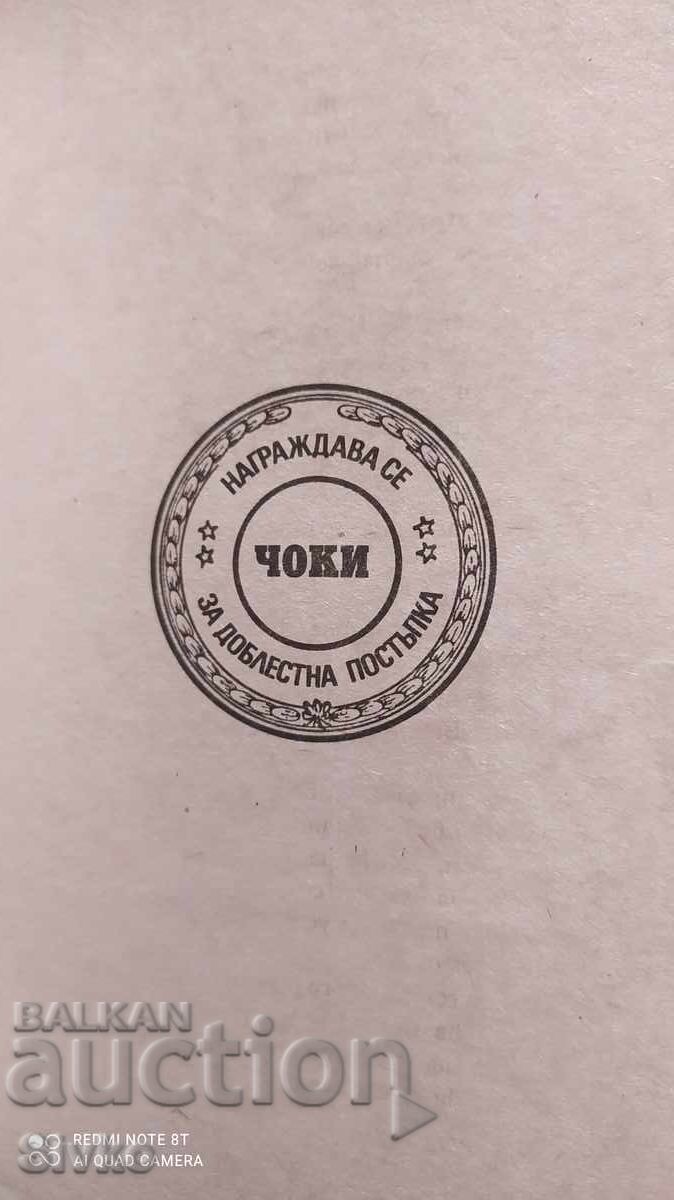 НАГРАЖДАВА СЕ
ЧОКИ
ЗА ДОБЛЕСТНА ПОСТЪПКА
BALKAN
auction
REDMI NOTE 8T
AI QUAD CAMERA